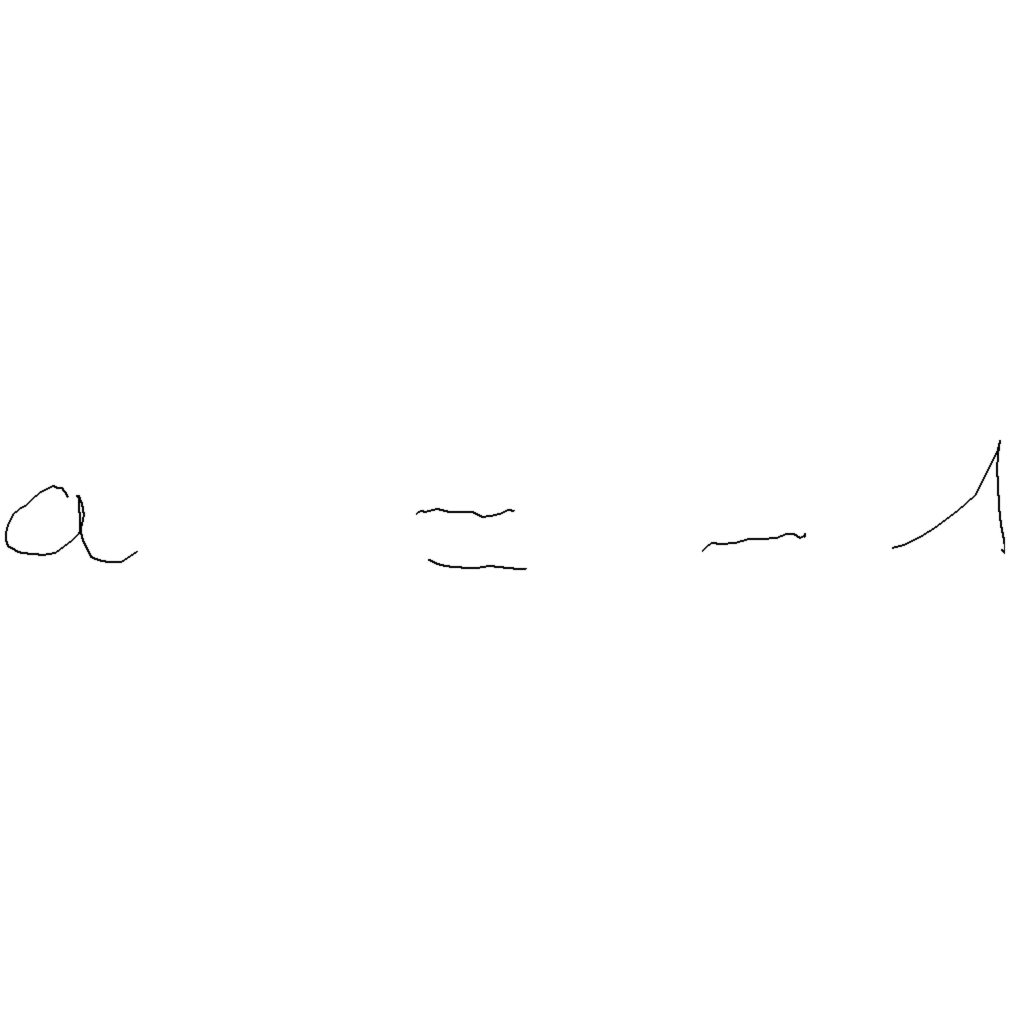 a = - 1